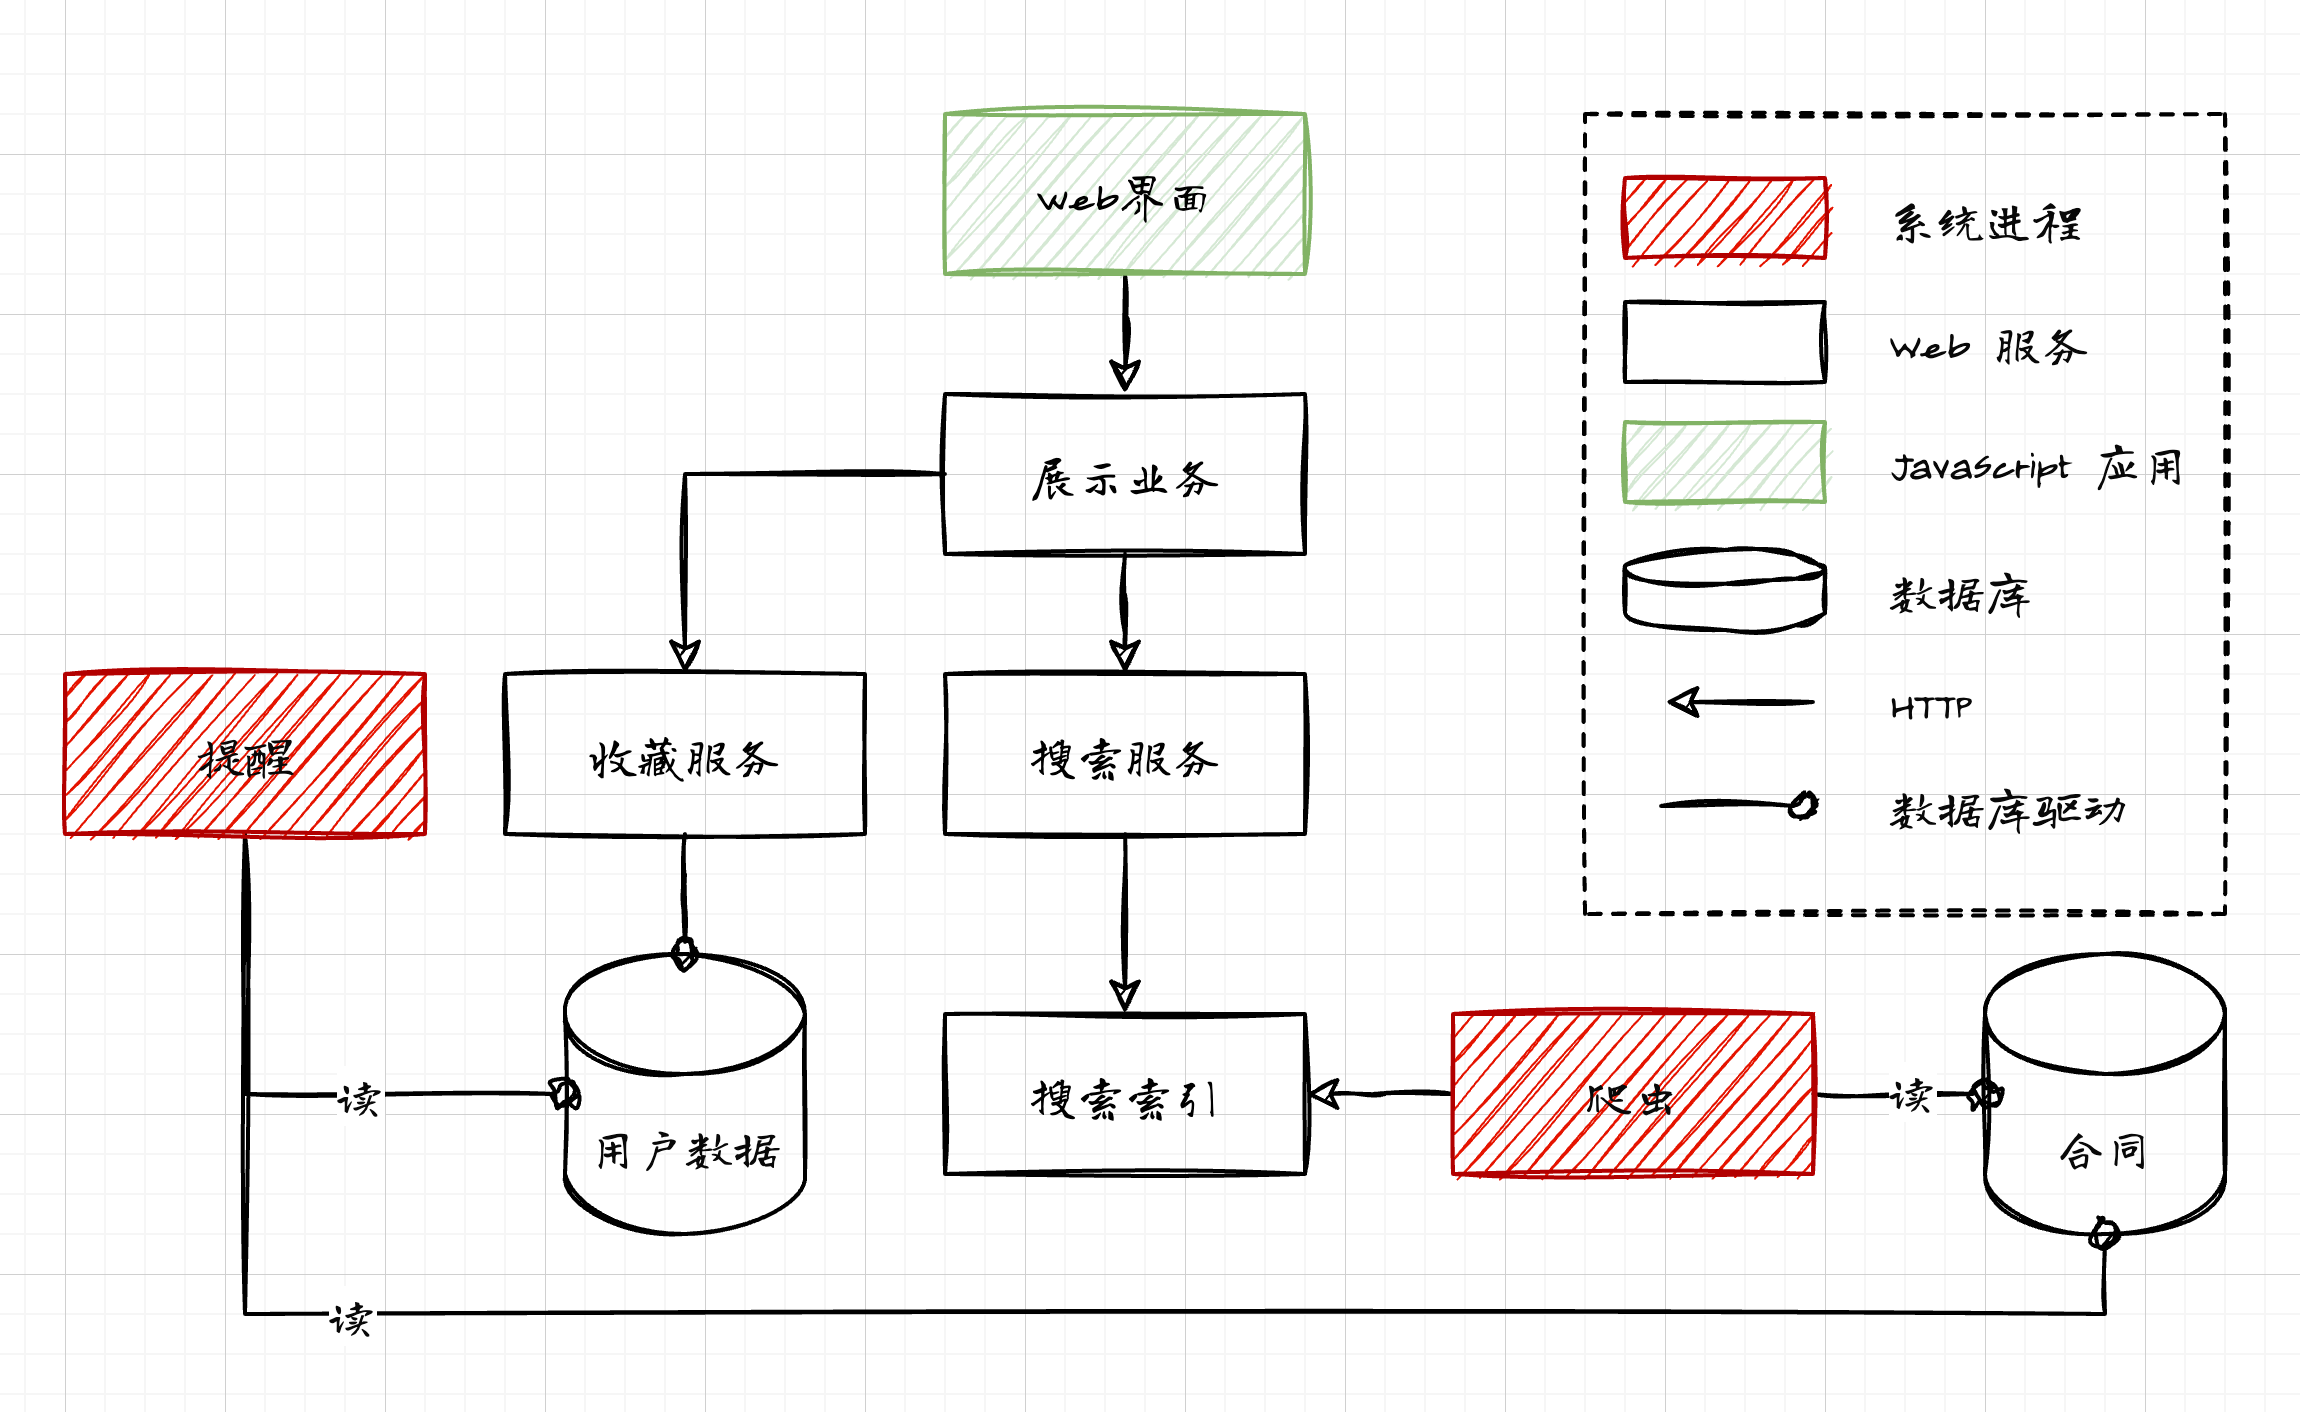 Web界面
展示业务
提醒
收藏服务
搜索服务
用户数据
搜索索引
爬虫
合同
读
读
读
系统进程
Web 服务
JavaScript 应用
数据库
HTTP
数据库驱动